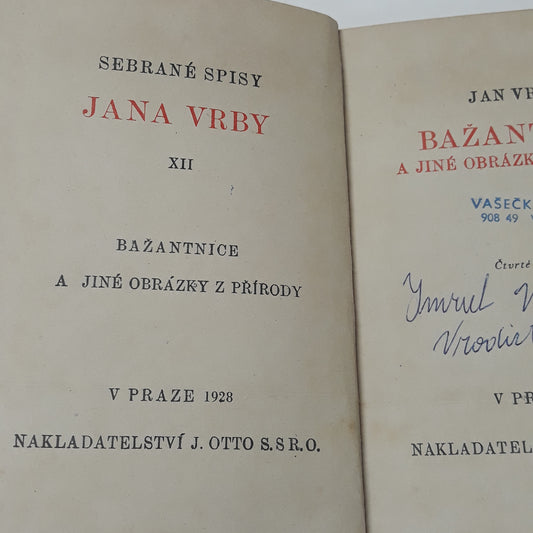 SEBRANÉ SPISY
JANA VRBY
XII
BAŽANTNICE
A JINÉ OBRÁZKY Z PŘÍRODY
V PRAZE 1928
NAKLADATELSTVÍ J. OTTO S.S R.O.
JAN VR
BAŽANT
A JINÉ OBRÁZK
VAŠEČK
908 49
Čtvrté
V PR
NAKLADATEL